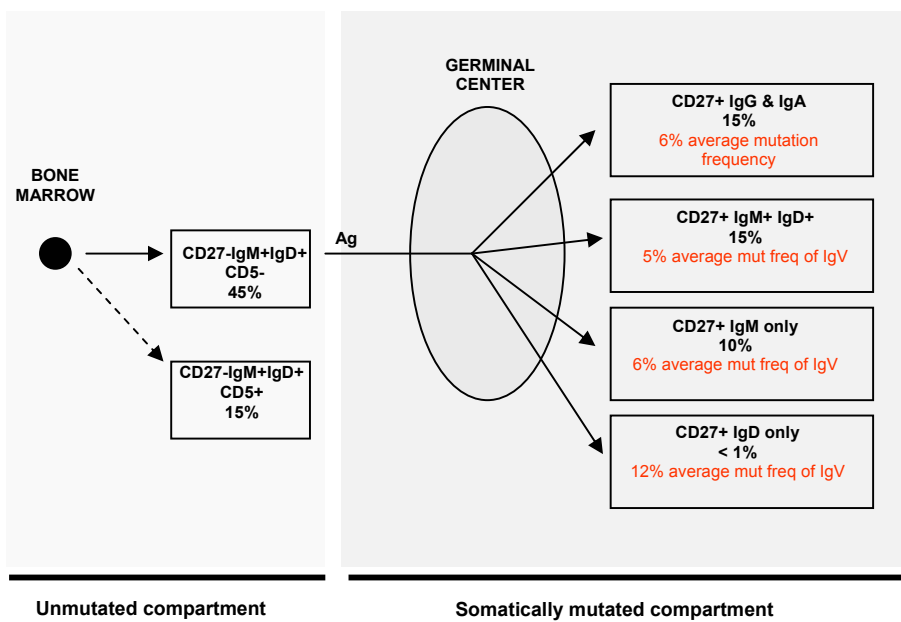 BONE
MARROW
CD27-IgM+IgD+
CD5-
45%
CD27-IgM+IgD+
CD5+
15%
Ag
GERMINAL
CENTER
CD27+ IgG & IgA
15%
6% average mutation
frequency
CD27+ IgM+ IgD+
15%
5% average mut freq of IgV
CD27+ IgM only
10%
6% average mut freq of IgV
CD27+ IgD only
< 1%
12% average mut freq of IgV
Unmutated compartment
Somatically mutated compartment